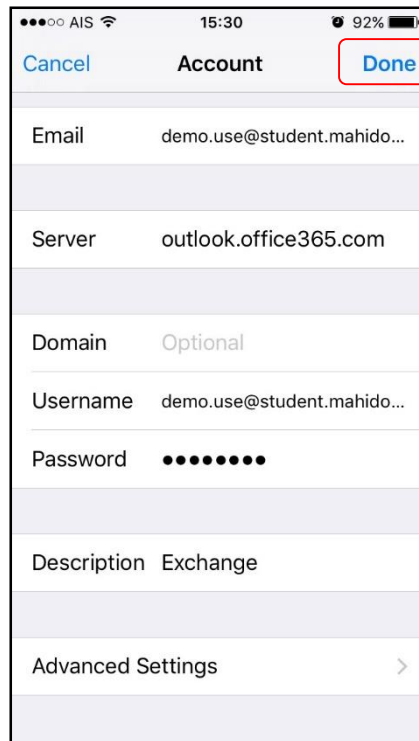 ●●●○○ AIS 15:30 92%
Cancel Account Done
Email demo.use@student.mahido...
Server outlook.office365.com
Domain Optional
Username demo.use@student.mahido...
Password ●●●●●●●●
Description Exchange
Advanced Settings >